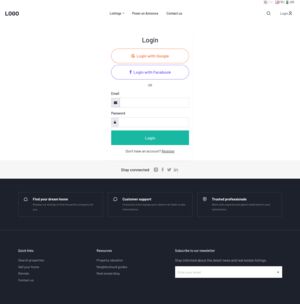 LOGO
Listings
Poser un Annonce
Contact us
Login
Login
Login with Google
Login with Facebook
OR
Email
Password
Login
Don't have an account? Register
Stay connected
Find your dream home
Customer support
Trusted professionals
Quick links
Resources
Subscribe to our newsletter
Search properties
Sell your home
Rentals
Contact us
Property valuation
Neighborhood guides
Real estate blog
Stay informed about the latest news and real estate listings.
Enter your email